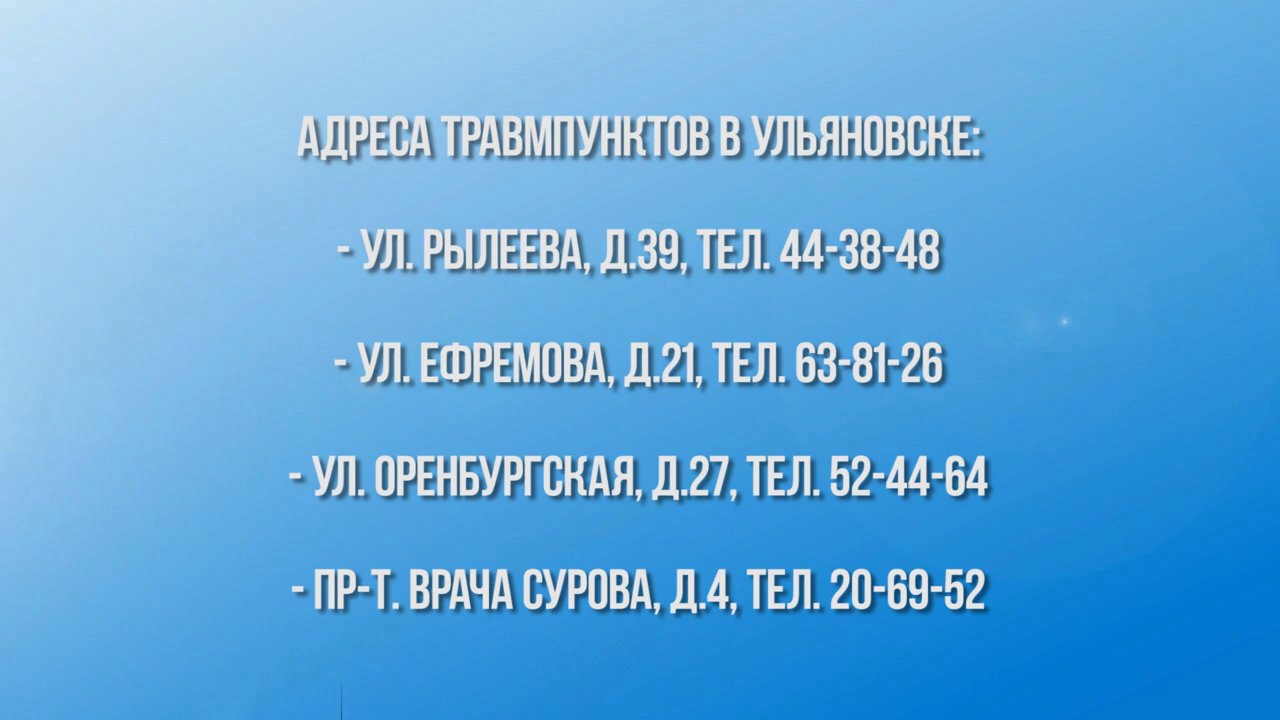 АДРЕСА ТРАВМПУНКТОВ В УЛЬЯНОВСКЕ:
- УЛ. РЫЛЕЕВА, Д.39, ТЕЛ. 44-38-48
- УЛ. ЕФРЕМОВА, Д.21, ТЕЛ. 63-81-26
- УЛ. ОРЕНБУРГСКАЯ, Д.27, ТЕЛ. 52-44-64
- ПР-Т. ВРАЧА СУРОВА, Д.4, ТЕЛ. 20-69-52